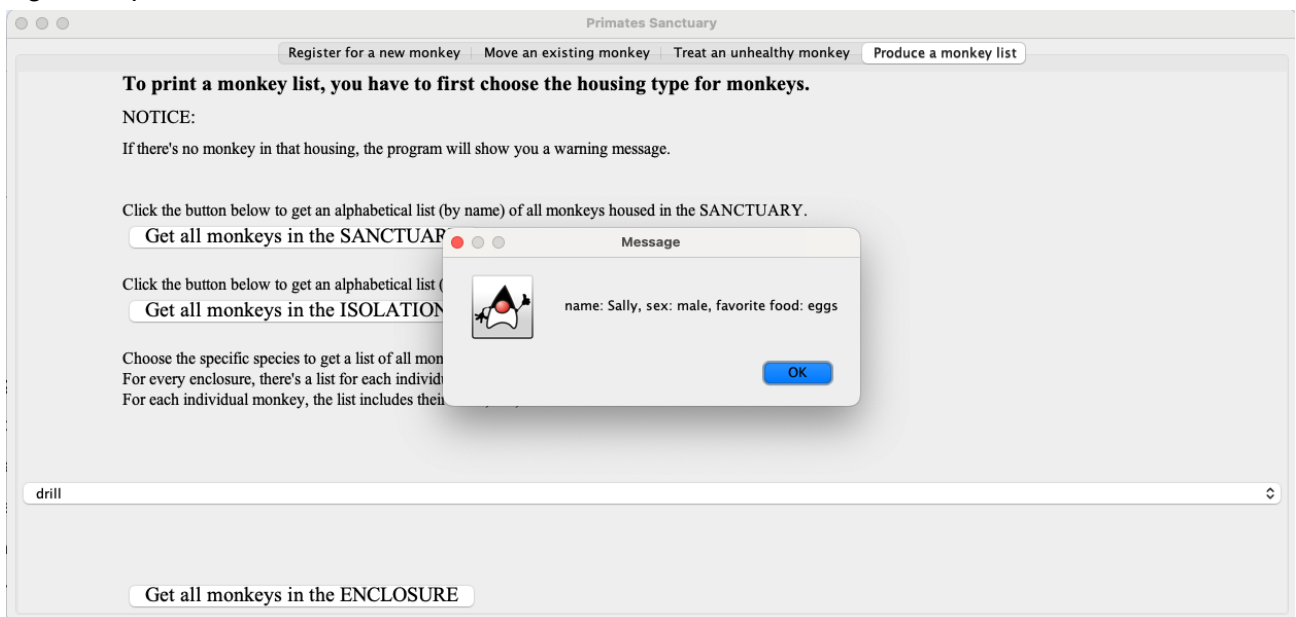 Primates Sanctuary
Register for a new monkey Move an existing monkey Treat an unhealthy monkey Produce a monkey list
To print a monkey list, you have to first choose the housing type for monkeys.
NOTICE:
If there's no monkey in that housing, the program will show you a warning message.
Click the button below to get an alphabetical list (by name) of all monkeys housed in the SANCTUARY.
Get all monkeys in the
Message
Click the button below to get an alphabetical list (
name: Sally, sex: male, favorite food: eggs
Get all monkeys in the ISOLATION
Choose the specific species to get a list of all
OK
For every enclosure, there's a list for each
For each individual monkey, the list includes their
drill
Get all monkeys in the ENCLOSURE